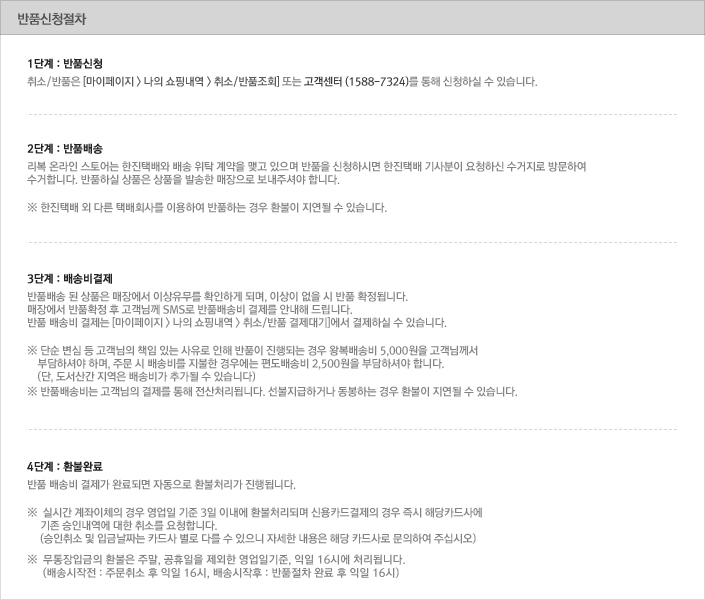 반품신청절차
1단계 : 반품신청
취소/반품은 [마이페이지 > 나의 쇼핑내역 > 취소/반품조회] 또는 고객센터 (1588-7324)를 통해 신청하실 수 있습니다.
2단계 : 반품배송
리복 온라인 스토어는 한진택배와 배송 위탁 계약을 맺고 있으며 반품을 신청하시면 한진택배 기사분이 요청하신 수거지로 방문하여
수거합니다. 반품하실 상품은 상품을 발송한 매장으로 보내주셔야 합니다.
※ 한진택배 외 다른 택배회사를 이용하여 반품하는 경우 환불이 지연될 수 있습니다.
3단계 : 배송비결제
반품배송 된 상품은 매장에서 이상유무를 확인하게 되며, 이상이 없을 시 반품 확정됩니다.
매장에서 반품확정 후 고객님께 SMS로 반품배송비 결제를 안내해 드립니다.
반품 배송비 결제는 [마이페이지 > 나의 쇼핑내역 > 취소/반품 결제대기]에서 결제하실 수 있습니다.
※ 단순 변심 등 고객님의 책임 있는 사유로 인해 반품이 진행되는 경우 왕복배송비 5,000원을 고객님께서
부담하셔야 하며, 주문 시 배송비를 지불한 경우에는 편도배송비 2,500원을 부담하셔야 합니다.
(단, 도서산간 지역은 배송비가 추가될 수 있습니다)
※ 반품배송비는 고객님의 결제를 통해 전산처리됩니다. 선불지급하거나 동봉하는 경우 환불이 지연될 수 있습니다.
4단계 : 환불완료
반품 배송비 결제가 완료되면 자동으로 환불처리가 진행됩니다.
※ 실시간 계좌이체의 경우 영업일 기준 3일 이내에 환불처리되며 신용카드결제의 경우 즉시 해당카드사에
기존 승인내역에 대한 취소를 요청합니다.
(승인취소 및 입금날짜는 카드사 별로 다를 수 있으니 자세한 내용은 해당 카드사로 문의하여 주십시오)
※ 무통장입금의 환불은 주말, 공휴일을 제외한 영업일기준, 익일 16시에 처리됩니다.
(배송시작전 : 주문취소 후 익일 16시, 배송시작후 : 반품절차 완료 후 익일 16시)